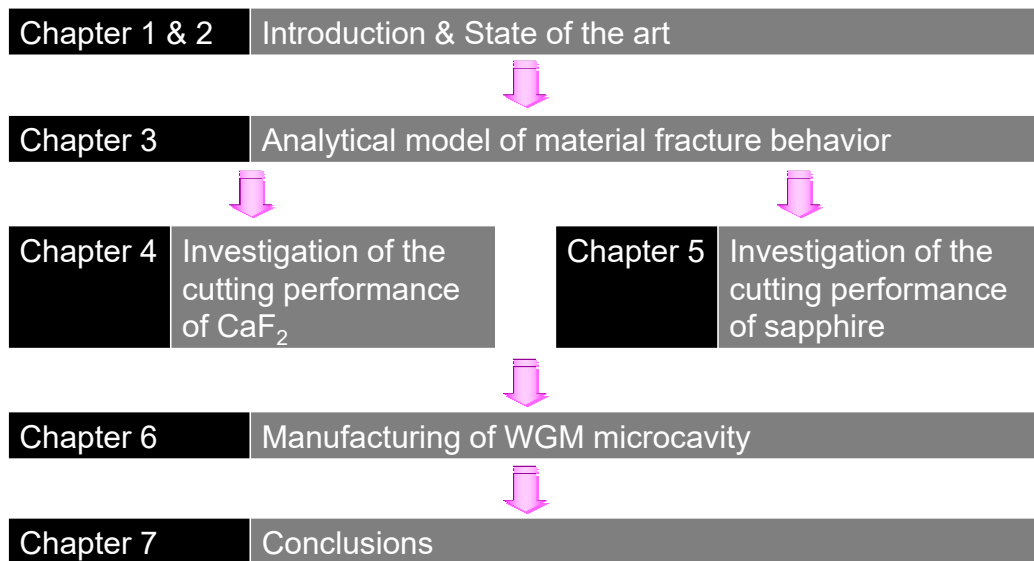 Chapter 1 & 2 Introduction & State of the art
Chapter 3 Analytical model of material fracture behavior
Chapter 4
Investigation of the
cutting performance
of CaF₂
Chapter 5
Investigation of the
cutting performance
of sapphire
Chapter 6 Manufacturing of WGM microcavity
Chapter 7 Conclusions